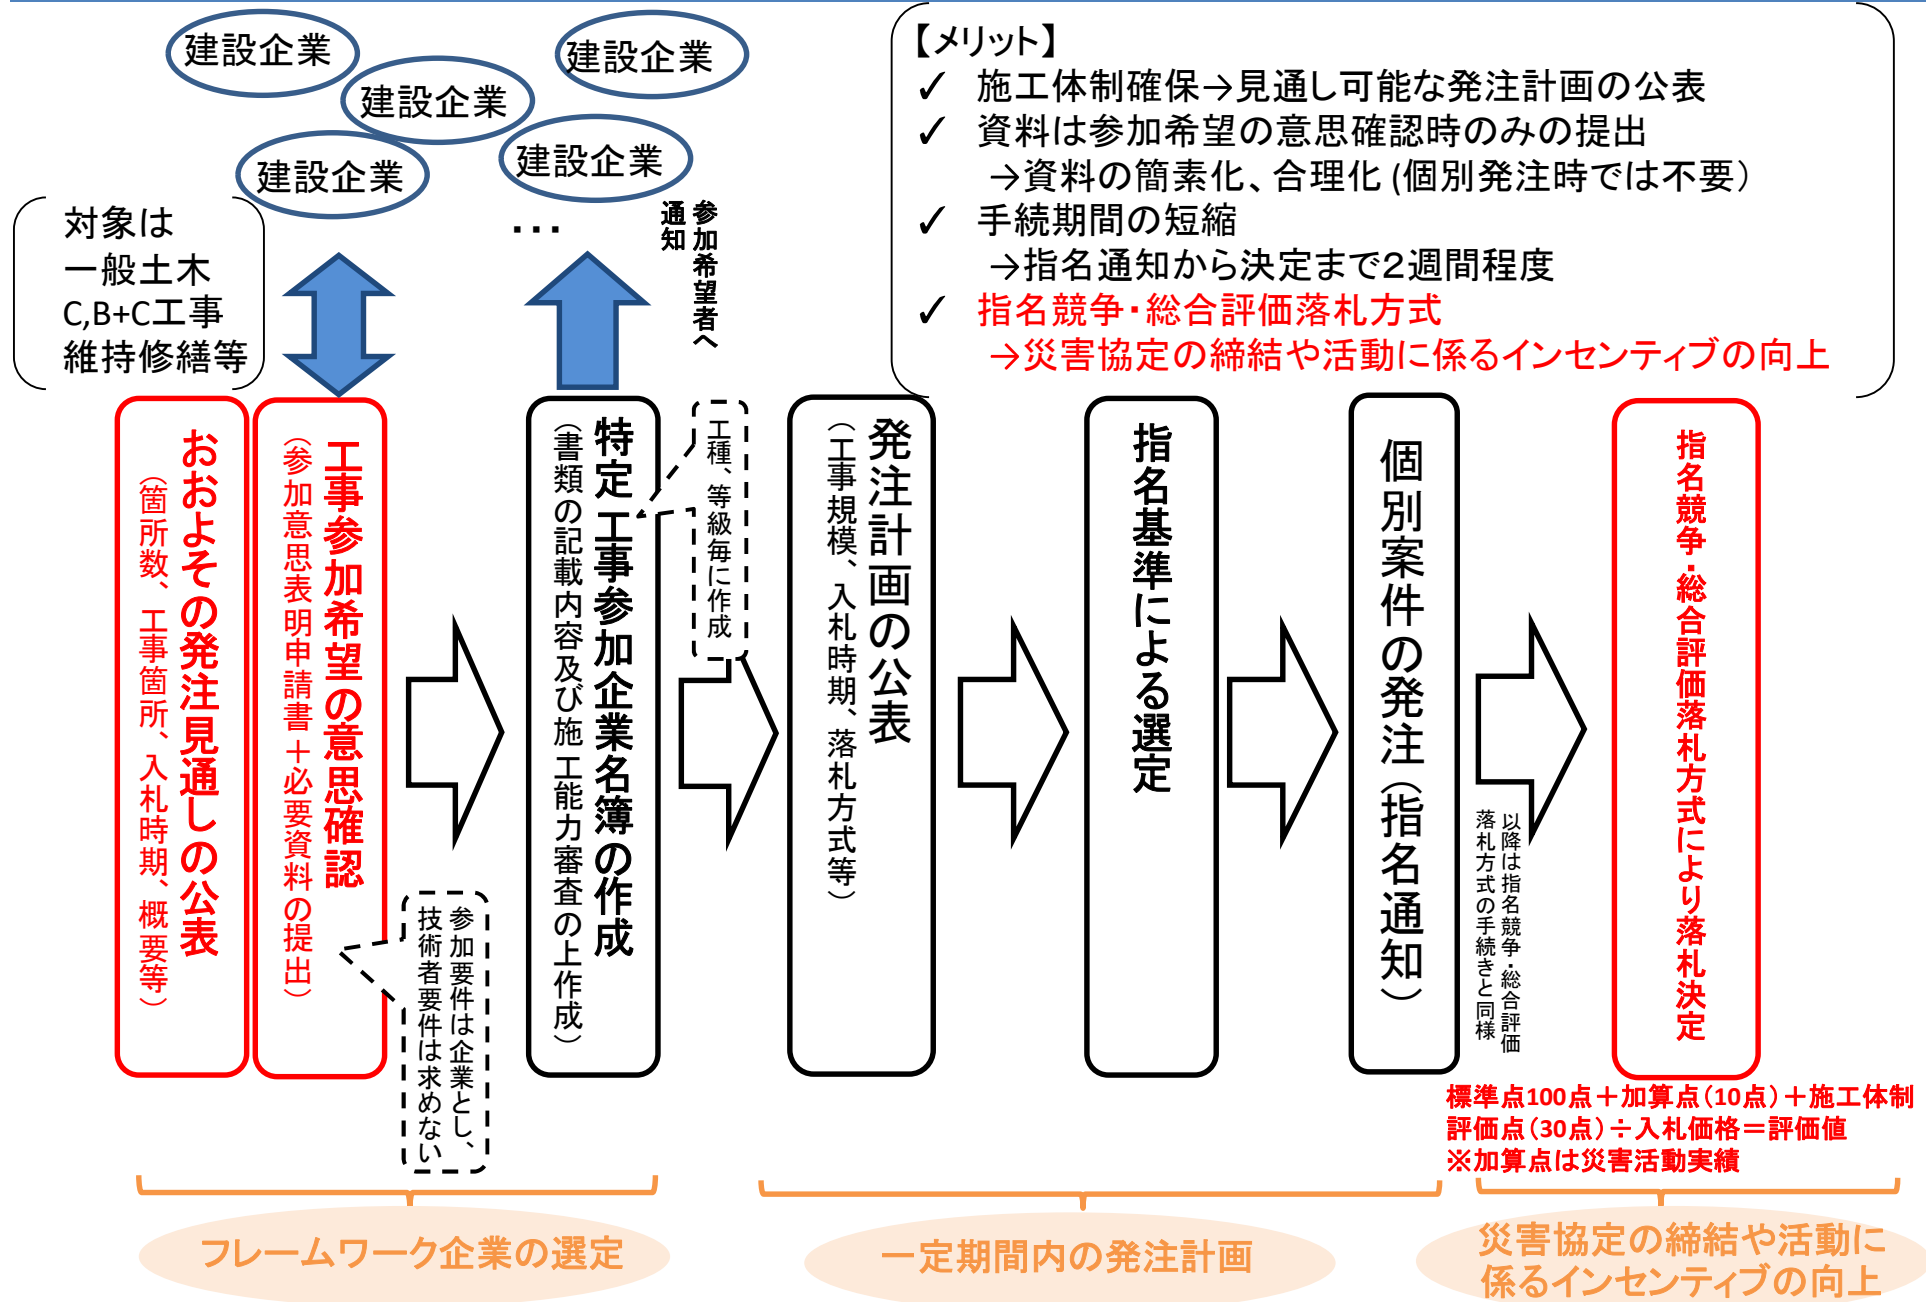 建設企業
建設企業
建設企業
建設企業
建設企業
…
対象は
一般土木
C,B+C工事
維持修繕等
参加希望者へ
通知
【メリット】
✓ 施工体制確保→見通し可能な発注計画の公表
✓ 資料は参加希望の意思確認時のみの提出
→資料の簡素化、合理化 (個別発注時では不要)
✓ 手続期間の短縮
→指名通知から決定まで2週間程度
✓ 指名競争・総合評価落札方式
→災害協定の締結や活動に係るインセンティブの向上
おおよその発注見通しの公表
(箇所数、工事箇所、入札時期、概要等)
工事参加希望の意思確認
(参加意思表明申請書+必要資料の提出)
参加要件は企業とし、
技術者要件は求めない
特定 工事参加企業名簿の作成
(書類の記載内容及び施工能力審査の上作成)
工種、等級毎に作成
発注計画の公表
(工事規模、入札時期、落札方式等)
指名基準による選定
個別案件の発注(指名通知)
以降は指名競争・総合評価
落札方式の手続きと同様
指名競争・総合評価落札方式により落札決定
標準点100点+加算点(10点)+施工体制
評価点(30点)÷入札価格=評価値
※加算点は災害活動実績
フレームワーク企業の選定
一定期間内の発注計画
災害協定の締結や活動に
係るインセンティブの向上